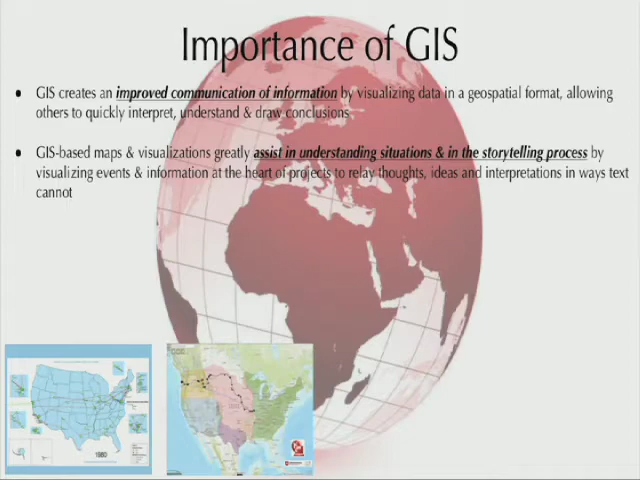 Importance of GIS
● GIS creates an improved communication of information by visualizing data in a geospatial format, allowing
others to quickly interpret, understand & draw conclusions
● GIS-based maps & visualizations greatly assist in understanding situations & in the storytelling process by
visualizing events & information at the heart of projects to relay thoughts, ideas and interpretations in ways text
cannot
1980